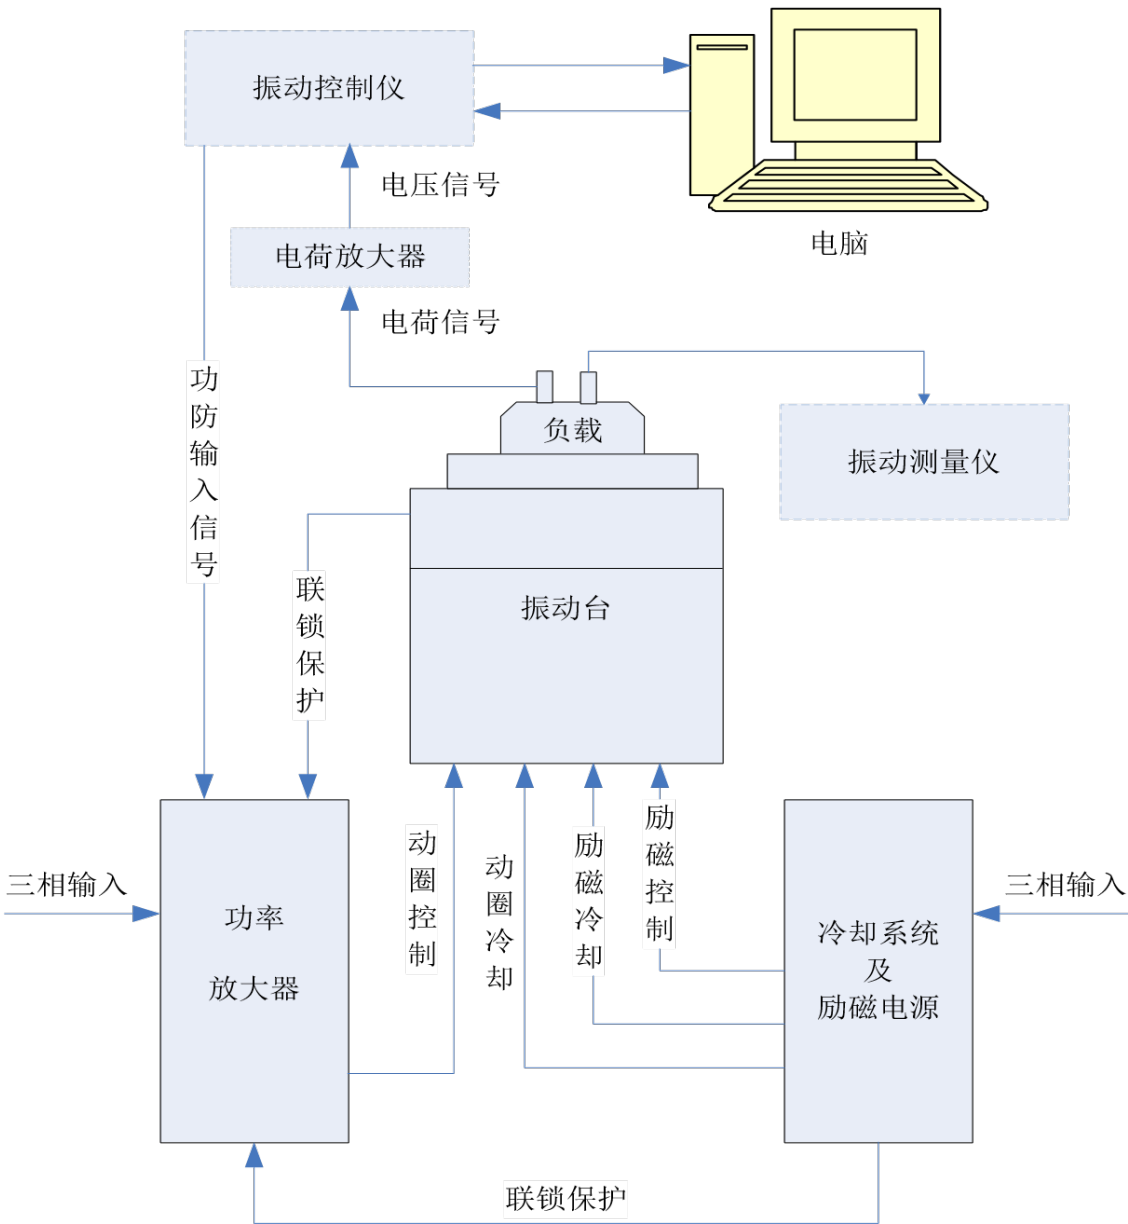 振动控制仪
电压信号
电荷放大器
电脑
电荷信号
功防输入信号
负载
振动测量仪
联锁保护
振动台
动圈控制
动圈冷却
励磁冷却
励磁控制
三相输入
功率
放大器
冷却系统
及
励磁电源
三相输入
联锁保护